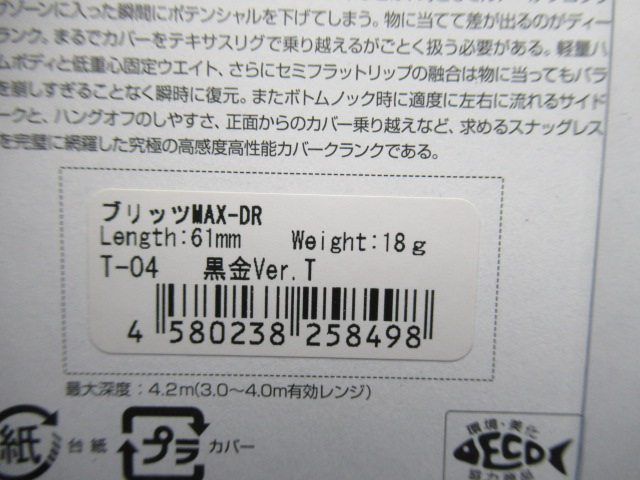 ゾーンに入った瞬間にポテンシャルを下げてしまう。物に当てて差が出るのがディー
ランク。まるでカバーをテキサスリグで乗り越えるがごとく扱う必要がある。軽量ハ
ムボディと低重心固定ウエイト、さらにセミフラットリップの融合は物に当ってもバラ
を崩しすぎることなく瞬時に復元。またボトムノック時に適度に左右に流れるサイド
ークと、ハングオフのしやすさ、正面からのカバー乗り越えなど、求めるスナッグレス
を完璧に網羅した究極の高感度高性能カバークランクである。
ブリッツMAX-DR
Length:61mm Weight:18g
T-04 黒金Ver.T
4 580238 258498
最大深度：4.2m(3.0〜4.0m有効レンジ)
紙 台紙 プラ カバー
環境・美化
ECO
協力商品